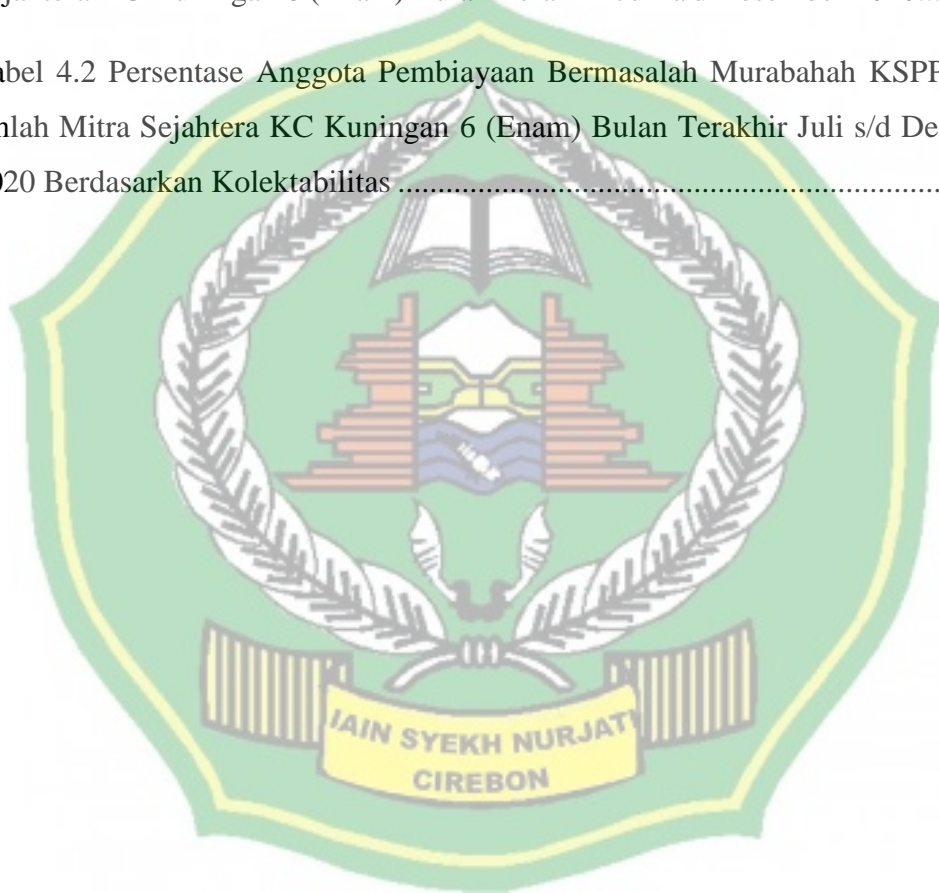 abel 4.2 Persentase Anggota Pembiayaan Bermasalah Murabahah KSPP
nlah Mitra Sejahtera KC Kuningan 6 (Enam) Bulan Terakhir Juli s/d De
020 Berdasarkan Kolektabilitas ................................................................
IAIN SYEKH NURJATI
CIREBON